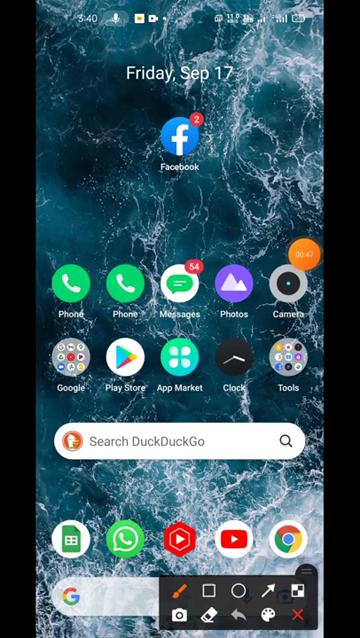 3:40
Friday, Sep 17
2
Facebook
00:47
54
Phone Phone Messages Photos Camera
Google Play Store App Market Clock Tools
Search DuckDuckGo